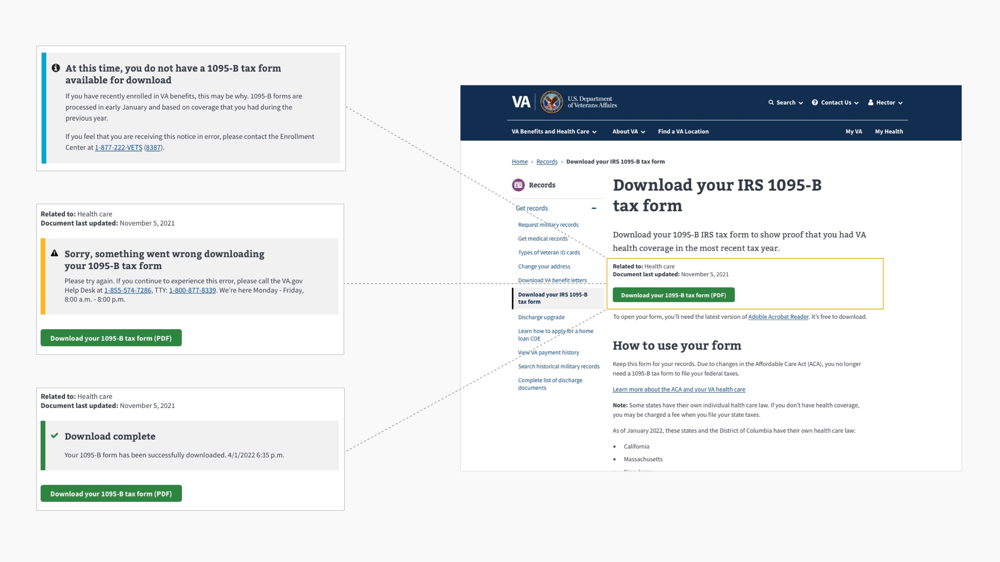 At this time, you do not have a 1095-B tax form
available for download
If you have recently enrolled in VA benefits, this may be why. 1095-B forms are
processed in early January and based on coverage that you had during the
previous year.
If you feel that you are receiving this notice in error, please contact the Enrollment
Center at 1-877-222-VETS (8387).
Related to: Health care
Document last updated: November 5, 2021
Sorry, something went wrong downloading
your 1095-B tax form
Please try again. If you continue to experience this error, please call the VA.gov
Help Desk at 1-855-574-7286, TTY: 1-800-877-8339. We’re here Monday - Friday,
8:00 a.m. - 8:00 p.m.
Download your 1095-B tax form (PDF)
Related to: Health care
Document last updated: November 5, 2021
Download complete
Your 1095-B form has been successfully downloaded. 4/1/2022 6:35 p.m.
Download your 1095-B tax form (PDF)
VA
U.S. Department
of Veterans Affairs
Search
Contact Us
Hector
VA Benefits and Health Care
About VA
Find a VA Location
My VA
My Health
Home › Records › Download your IRS 1095-B tax form
Records
Get records
Request military records
Get medical records
Types of Veteran ID cards
Change your address
Download VA benefit letters
Download your IRS 1095-B
tax form
Discharge upgrade
Learn how to apply for a home
loan COE
View VA payment history
Search historical military records
Complete list of discharge
documents
Download your IRS 1095-B
tax form
Download your 1095-B IRS tax form to show proof that you had VA
health coverage in the most recent tax year.
Related to: Health care
Document last updated: November 5, 2021
Download your 1095-B tax form (PDF)
To open your form, you’ll need the latest version of Adoble Acrobat Reader. It’s free to download.
How to use your form
Keep this form for your records. Due to changes in the Affordable Care Act (ACA), you no longer
need a 1095-B tax form to file your federal taxes.
Learn more about the ACA and your VA health care
Note: Some states have their own individual halth care law. If you don’t have health coverage,
you may be charged a fee when you file your state taxes.
As of January 2022, these states and the District of Columbia have their own health care law:
▪ California
▪ Massachusetts